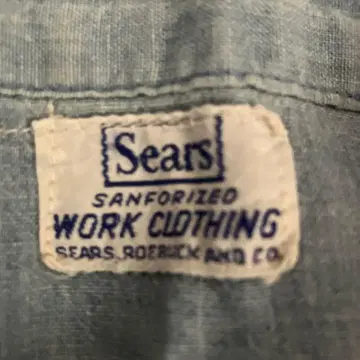 Sears
SANFORIZED
WORK CLOTHING
SEARS, ROEBUCK AND CO.